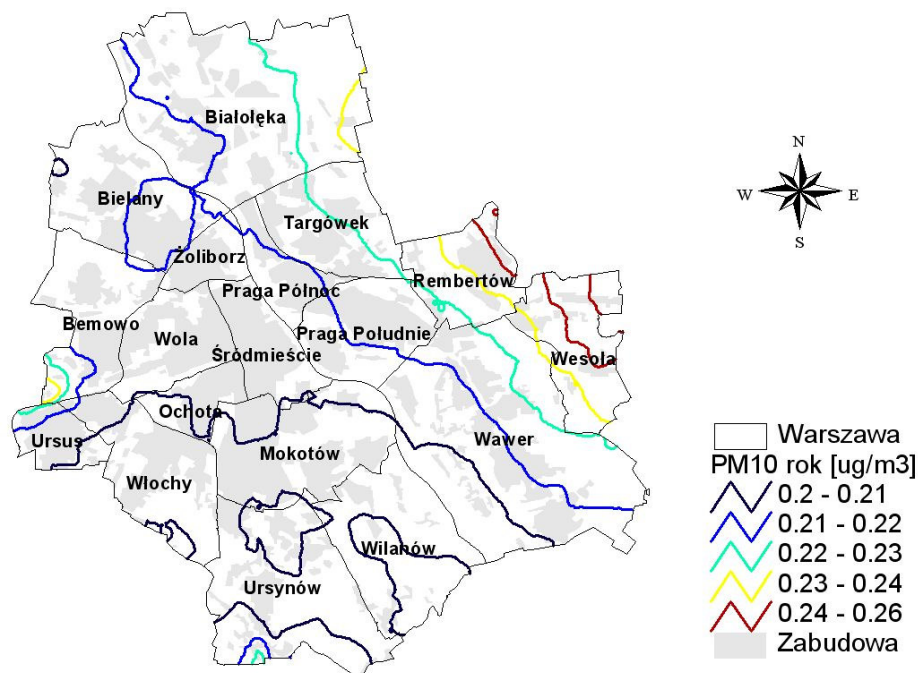 Białołęka
Bielany
Targówek
Żoliborz
Rembertów
Praga Północ
Bemowo
Wola
Praga Południe
Śródmieście
Wesoła
Ochota
Ursus
Mokotów
Wawer
Włochy
Wilanów
Ursynów
N
W E
S
Warszawa
PM10 rok [ug/m3]
0.2 - 0.21
0.21 - 0.22
0.22 - 0.23
0.23 - 0.24
0.24 - 0.26
Zabudowa